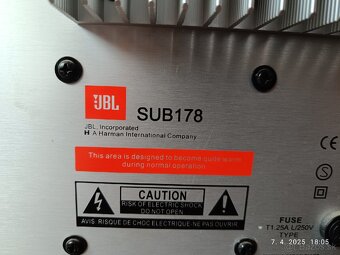 JBL
SUB178
JBL, Incorporated
H A Harman International Company
This area is designed to become quite warm
during normal operation.
CAUTION
RISK OF ELECTRIC SHOCK
DO NOT OPEN
AVIS: RISQUE DE CHOC ELECTRIQUE-NE PAS OUVRIR
S
FUSE
T1.25A L/250V
TYPE
7. 4. 2025 18:05